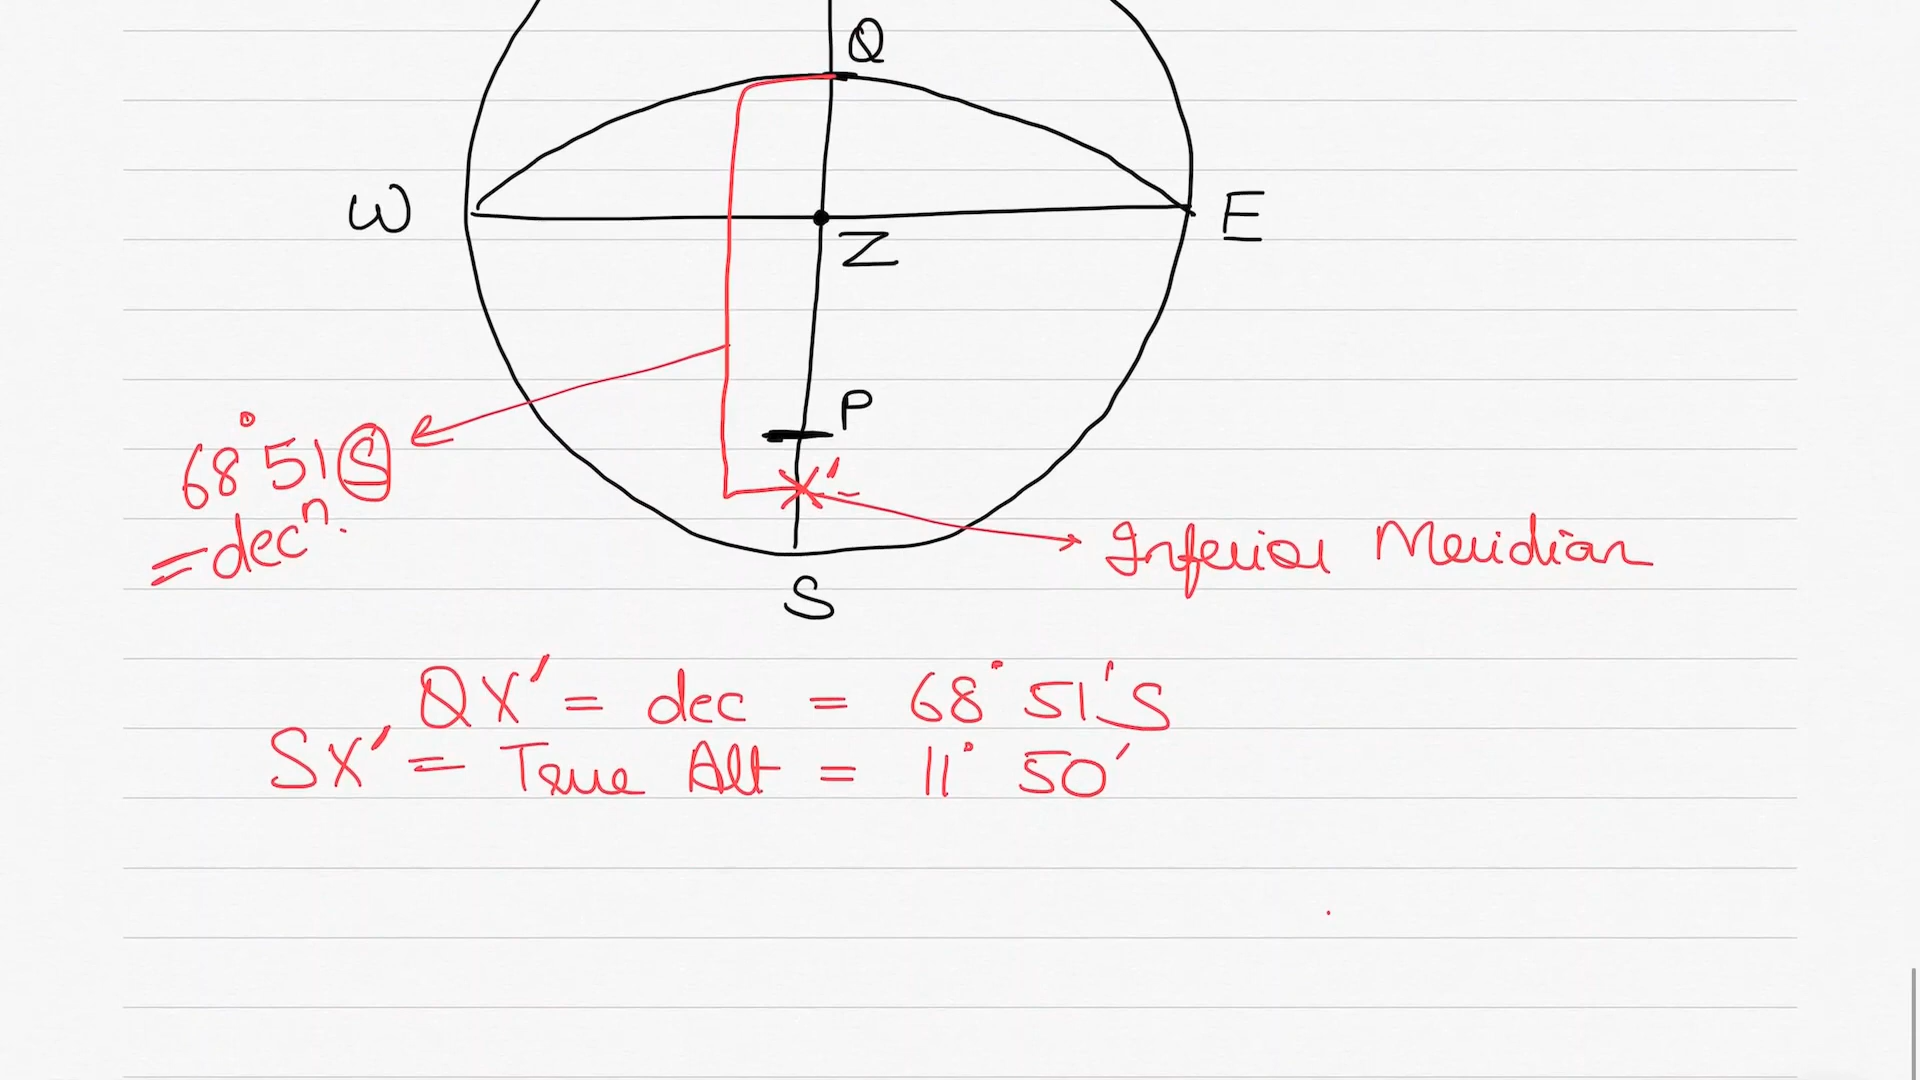 Q
W
E
Z
P
X'
68°51 S
= decⁿ.
Inferior Meridian
S
QX' = dec = 68° 51' S
SX' = True Alt = 11° 50'